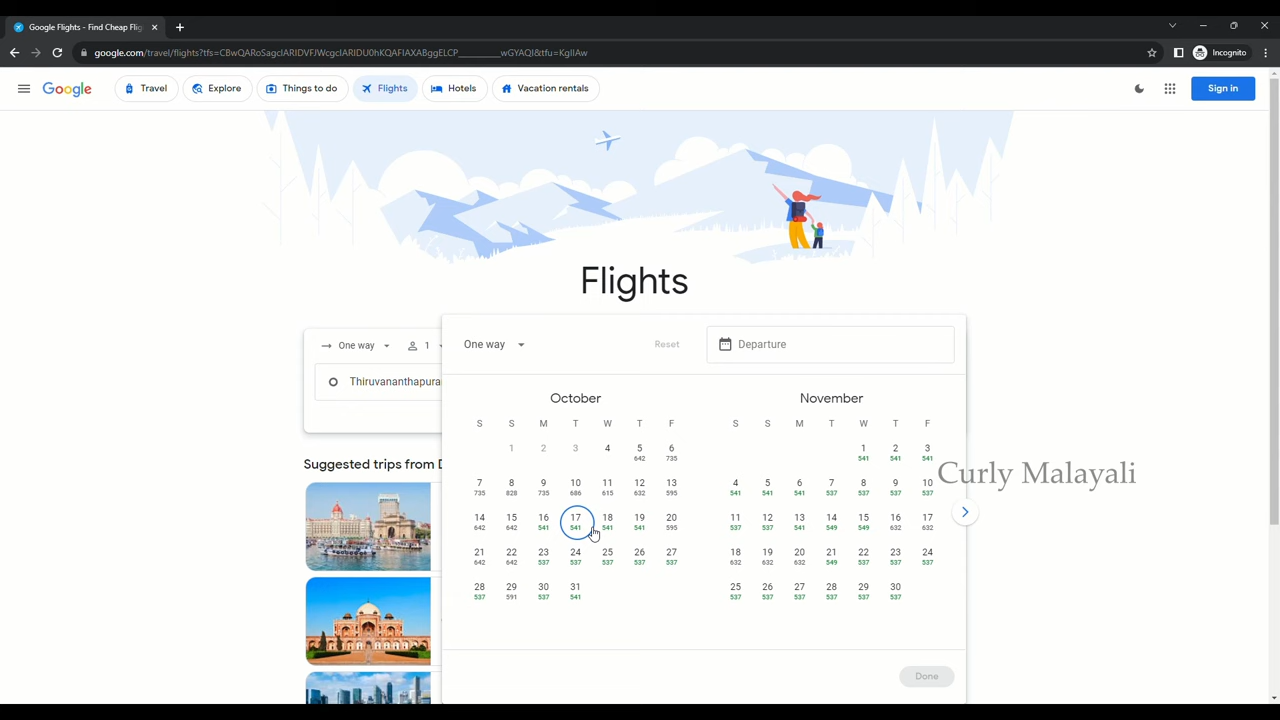 Google Flights - Find Cheap Flig
google.com/travel/flights?tfs=CBwQARoSagcIARIDVFJWcgcIARIDU0hKQAFIAXABggELCP___________wGYAQI&tfu=KgIIAw
Incognito
Google
Travel
Explore
Things to do
Flights
Hotels
Vacation rentals
Sign in
Flights
One way
1
Thiruvananthapura
Suggested trips from D
One way
Reset
Departure
October
S S M T W T F
1 2 3 4 5 6
642 735
7 8 9 10 11 12 13
735 828 735 686 615 632 595
14 15 16 17 18 19 20
642 642 541 541 541 541 595
21 22 23 24 25 26 27
642 642 537 537 537 537 537
28 29 30 31
537 591 537 541
November
S S M T W T F
1 2 3
541 541 541
4 5 6 7 8 9 10
541 541 541 537 537 537 537
11 12 13 14 15 16 17
537 537 541 549 549 632 632
18 19 20 21 22 23 24
632 632 632 549 537 537 537
25 26 27 28 29 30
537 537 537 537 537 537
Curly Malayali
Done